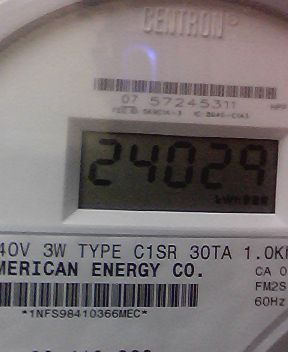 CENTRON®
07 57245311
24029
40V 3W TYPE C1SR 30TA 1.0K
MERICAN ENERGY CO.
CA 0
FM2S
60Hz
*1NFS98410366MEC*